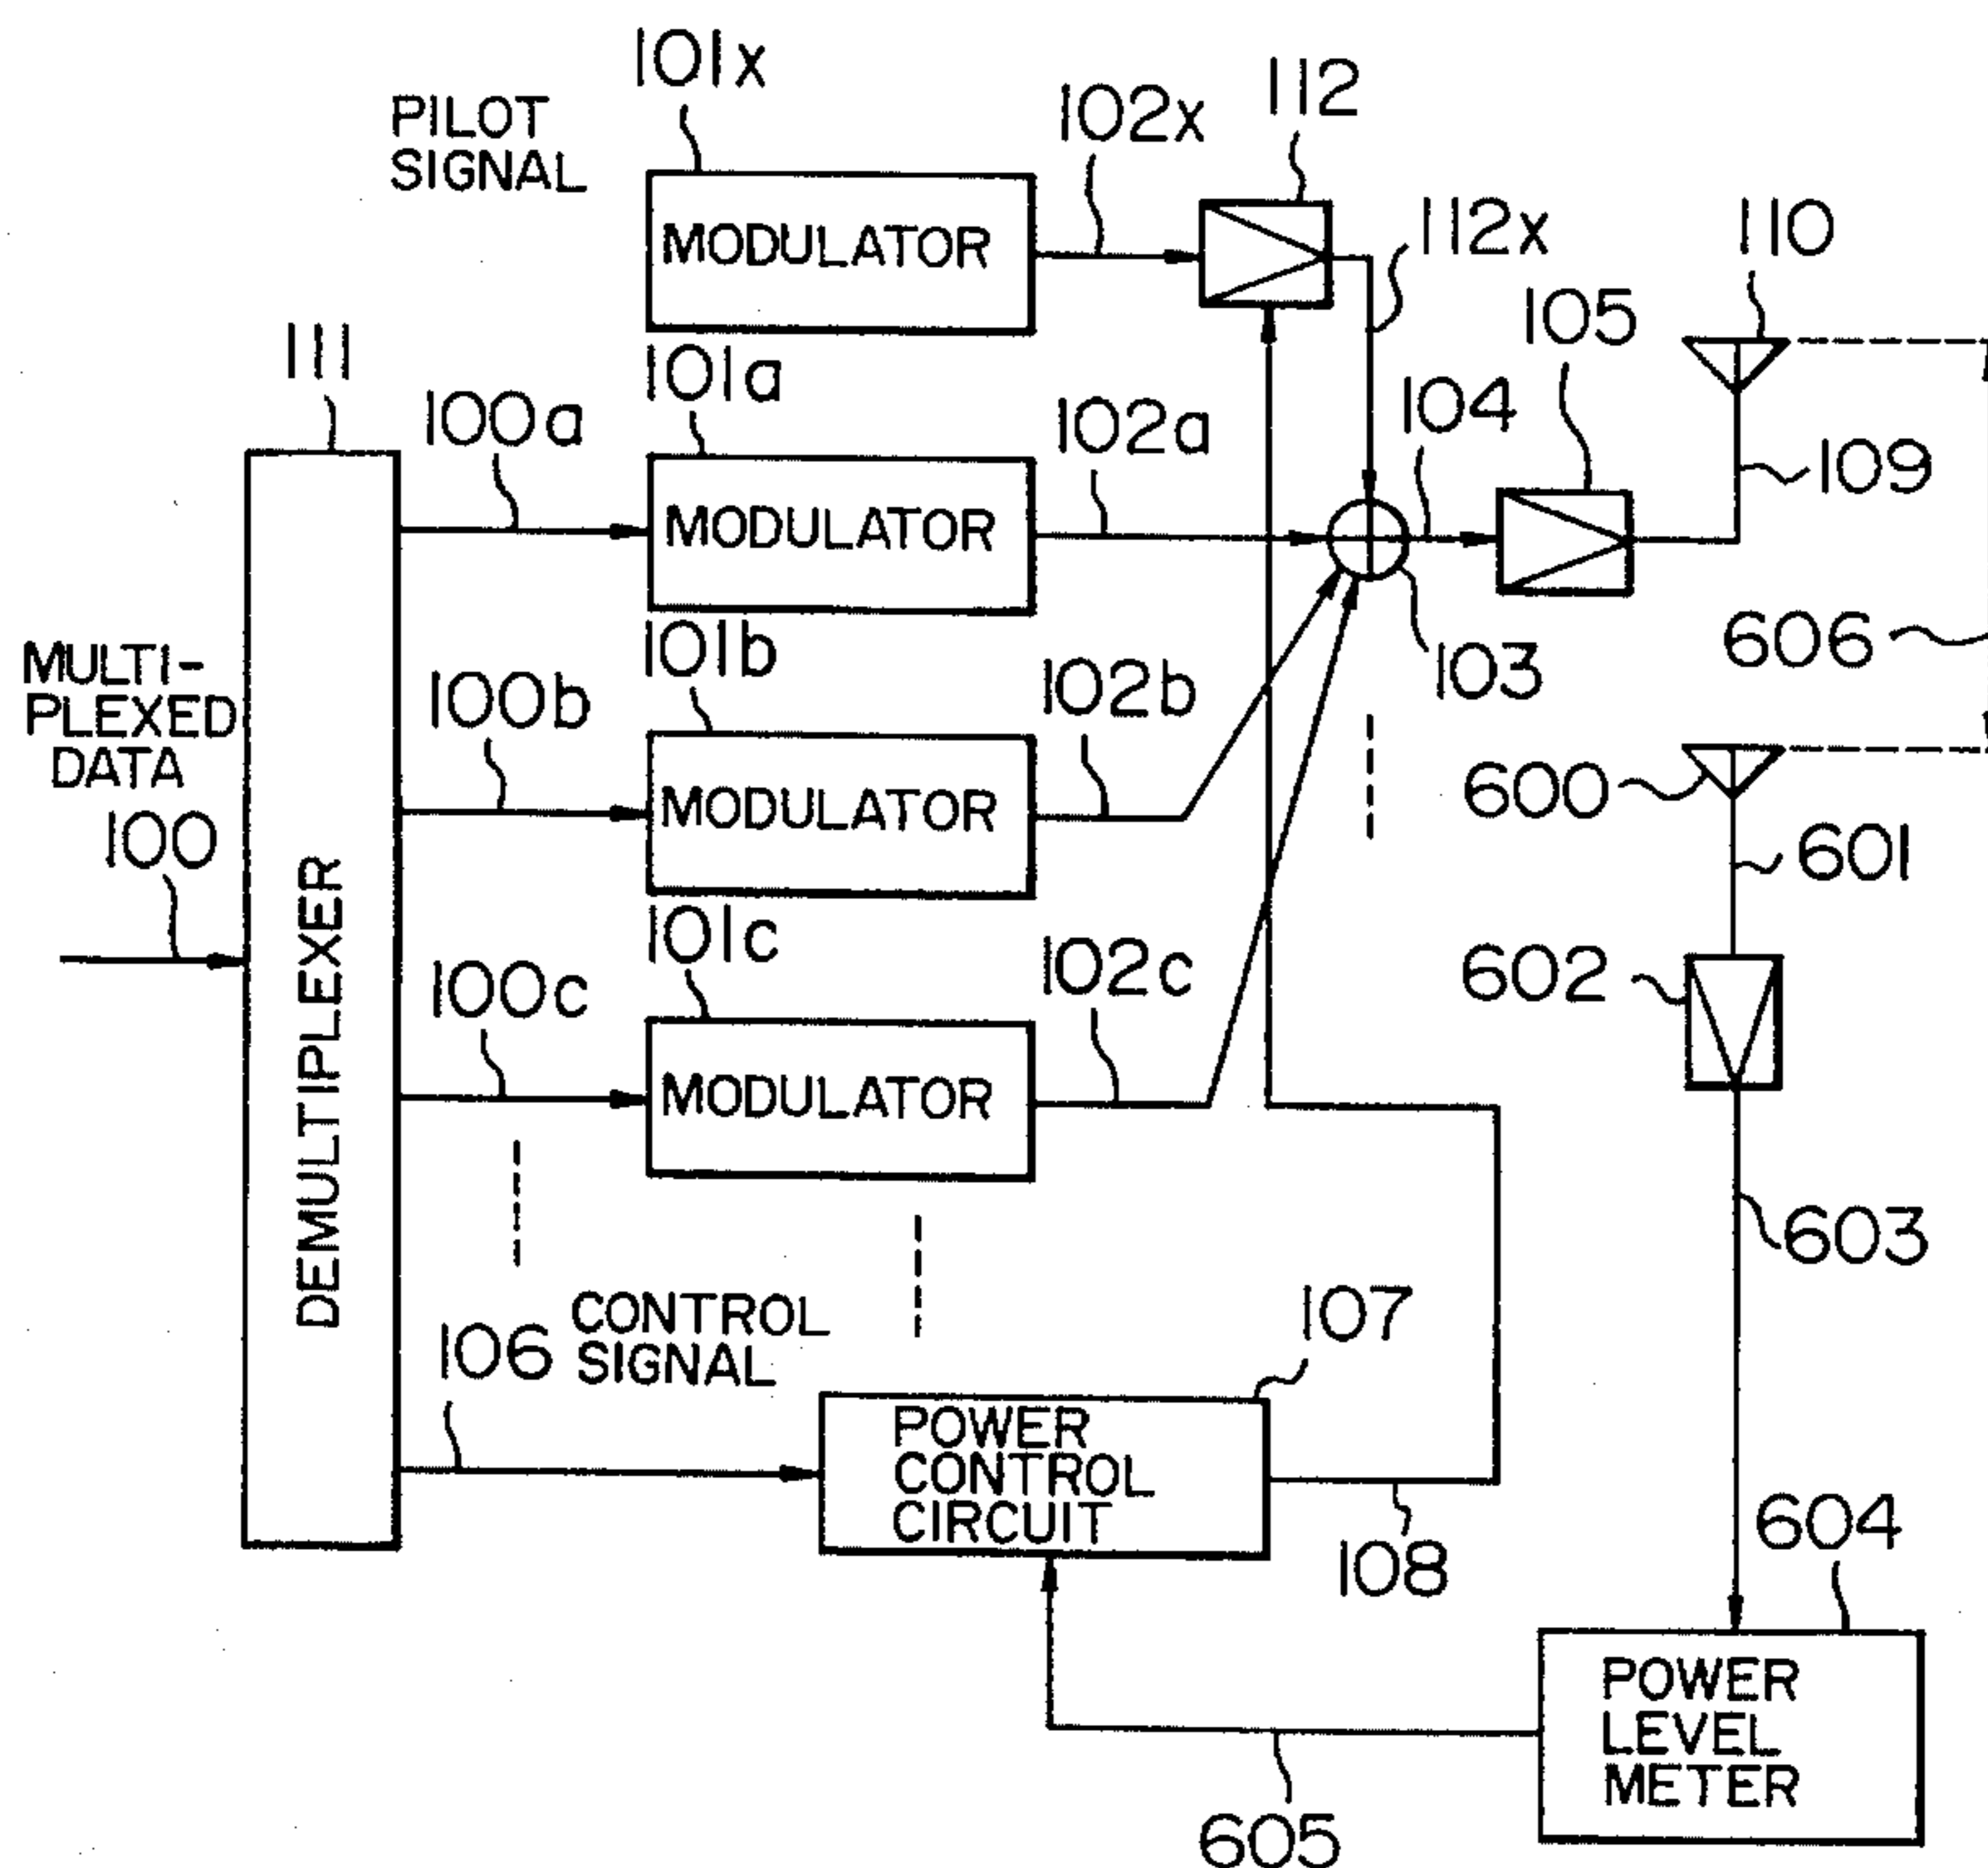 101x
PILOT
SIGNAL
102x
112
112x
110
MODULATOR
105
111
101a
100a
102a
104
109
MODULATOR
103
606
MULTI-
PLEXED
DATA
101b
100b
102b
600
MODULATOR
100
601
DEMULTIPLEXER
101c
100c
102c
602
MODULATOR
603
106
CONTROL
SIGNAL
107
POWER
CONTROL
CIRCUIT
108
604
POWER
LEVEL
METER
605